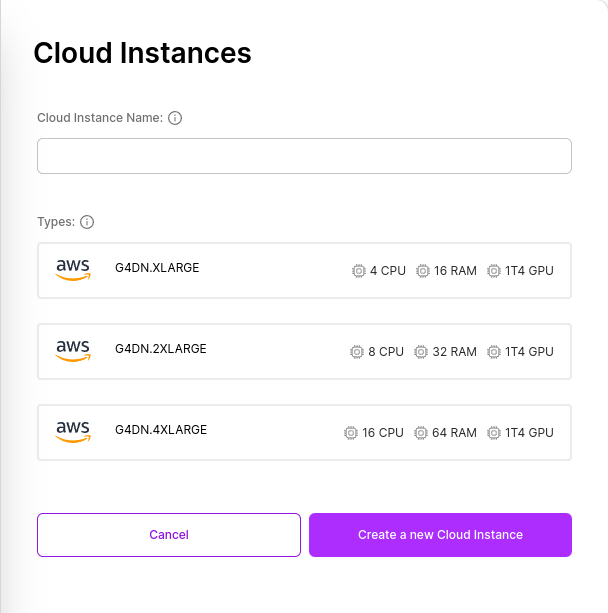 Cloud Instances
Cloud Instance Name:
Types:
aws G4DN.XLARGE 4 CPU 16 RAM 1T4 GPU
aws G4DN.2XLARGE 8 CPU 32 RAM 1T4 GPU
aws G4DN.4XLARGE 16 CPU 64 RAM 1T4 GPU
Cancel Create a new Cloud Instance